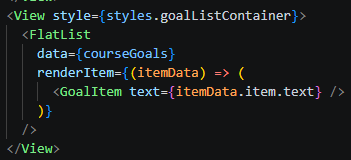 <View style={styles.goalListContainer}>
<FlatList
data={courseGoals}
renderItem={(itemData) => (
<GoalItem text={itemData.item.text} />
)}
/>
</View>